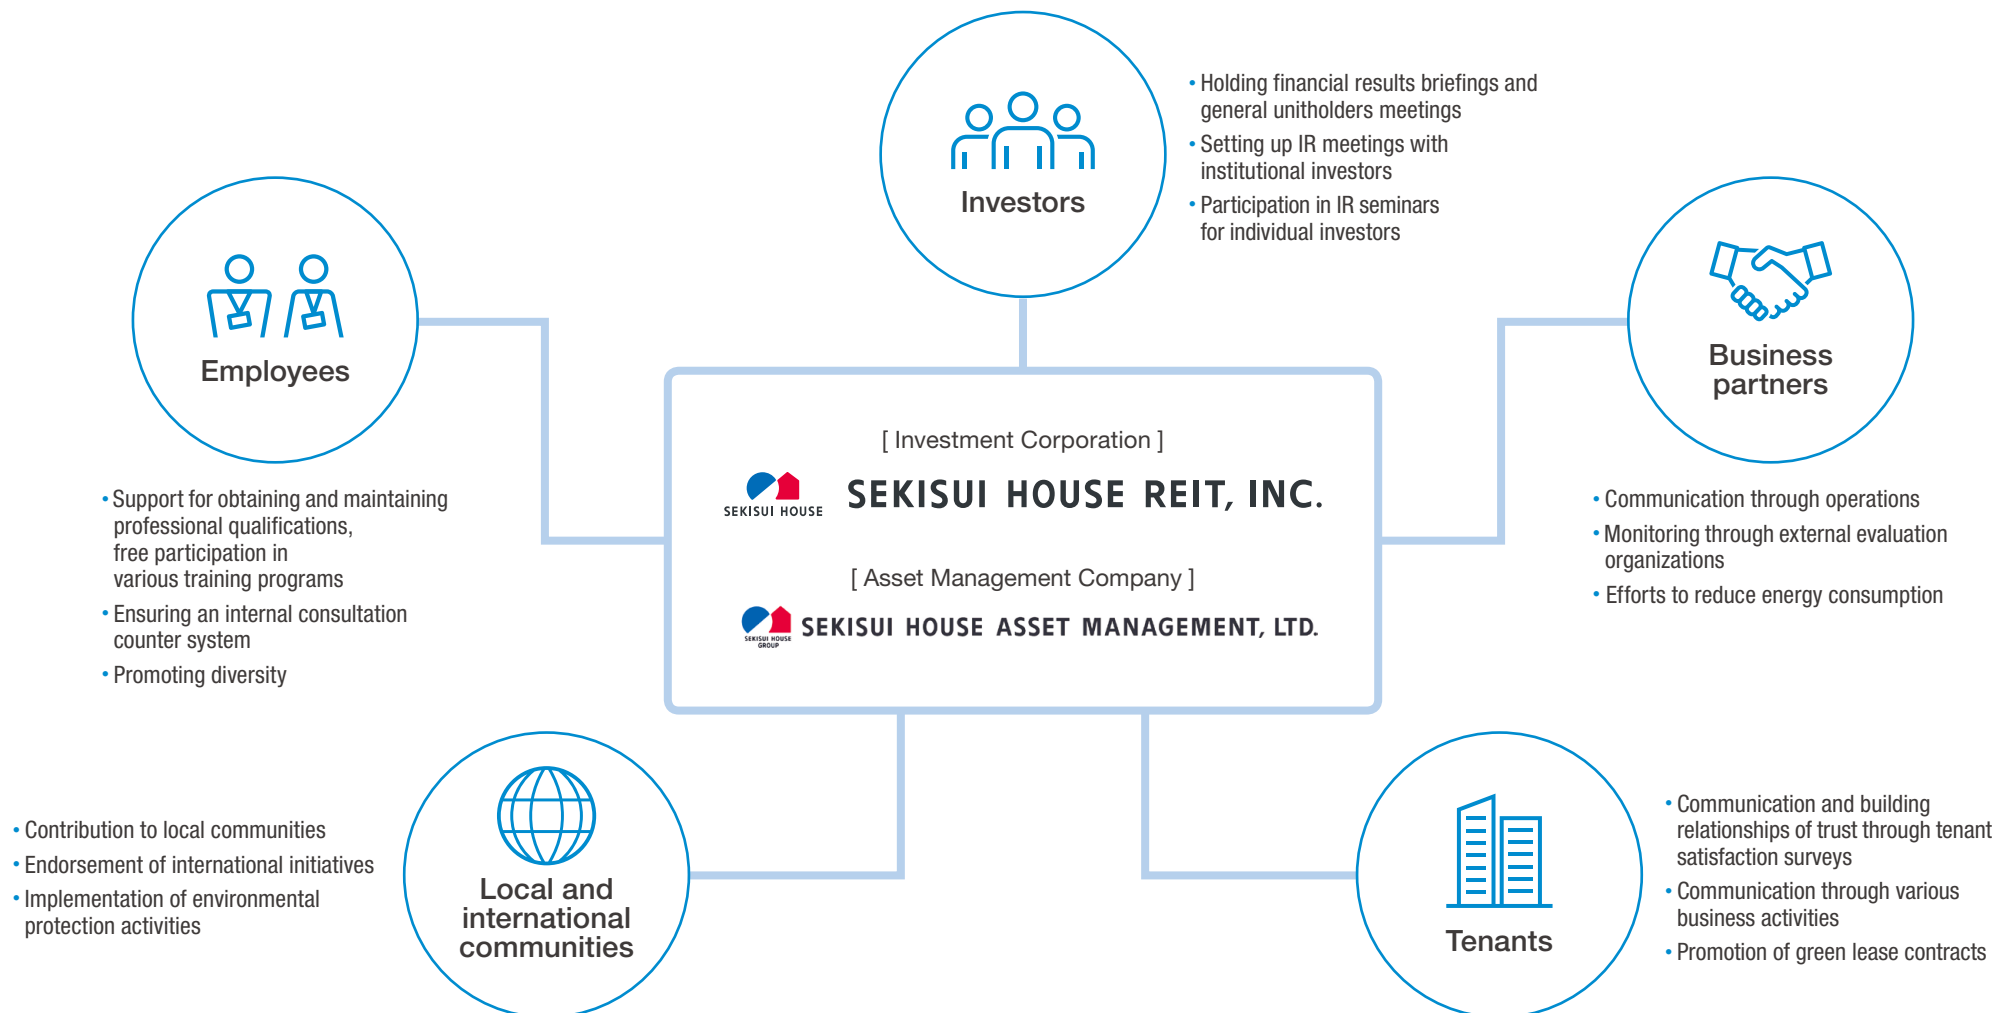 Investors
• Holding financial results briefings and
general unitholders meetings
• Setting up IR meetings with
institutional investors
• Participation in IR seminars
for individual investors
Employees
• Support for obtaining and maintaining
professional qualifications,
free participation in
various training programs
• Ensuring an internal consultation
counter system
• Promoting diversity
Business
partners
• Communication through operations
• Monitoring through external evaluation
organizations
• Efforts to reduce energy consumption
[ Investment Corporation ]
SEKISUI HOUSE
SEKISUI HOUSE REIT, INC.
[ Asset Management Company ]
SEKISUI HOUSE
GROUP
SEKISUI HOUSE ASSET MANAGEMENT, LTD.
• Contribution to local communities
• Endorsement of international initiatives
• Implementation of environmental
protection activities
Local and
international
communities
Tenants
• Communication and building
relationships of trust through tenant
satisfaction surveys
• Communication through various
business activities
• Promotion of green lease contracts